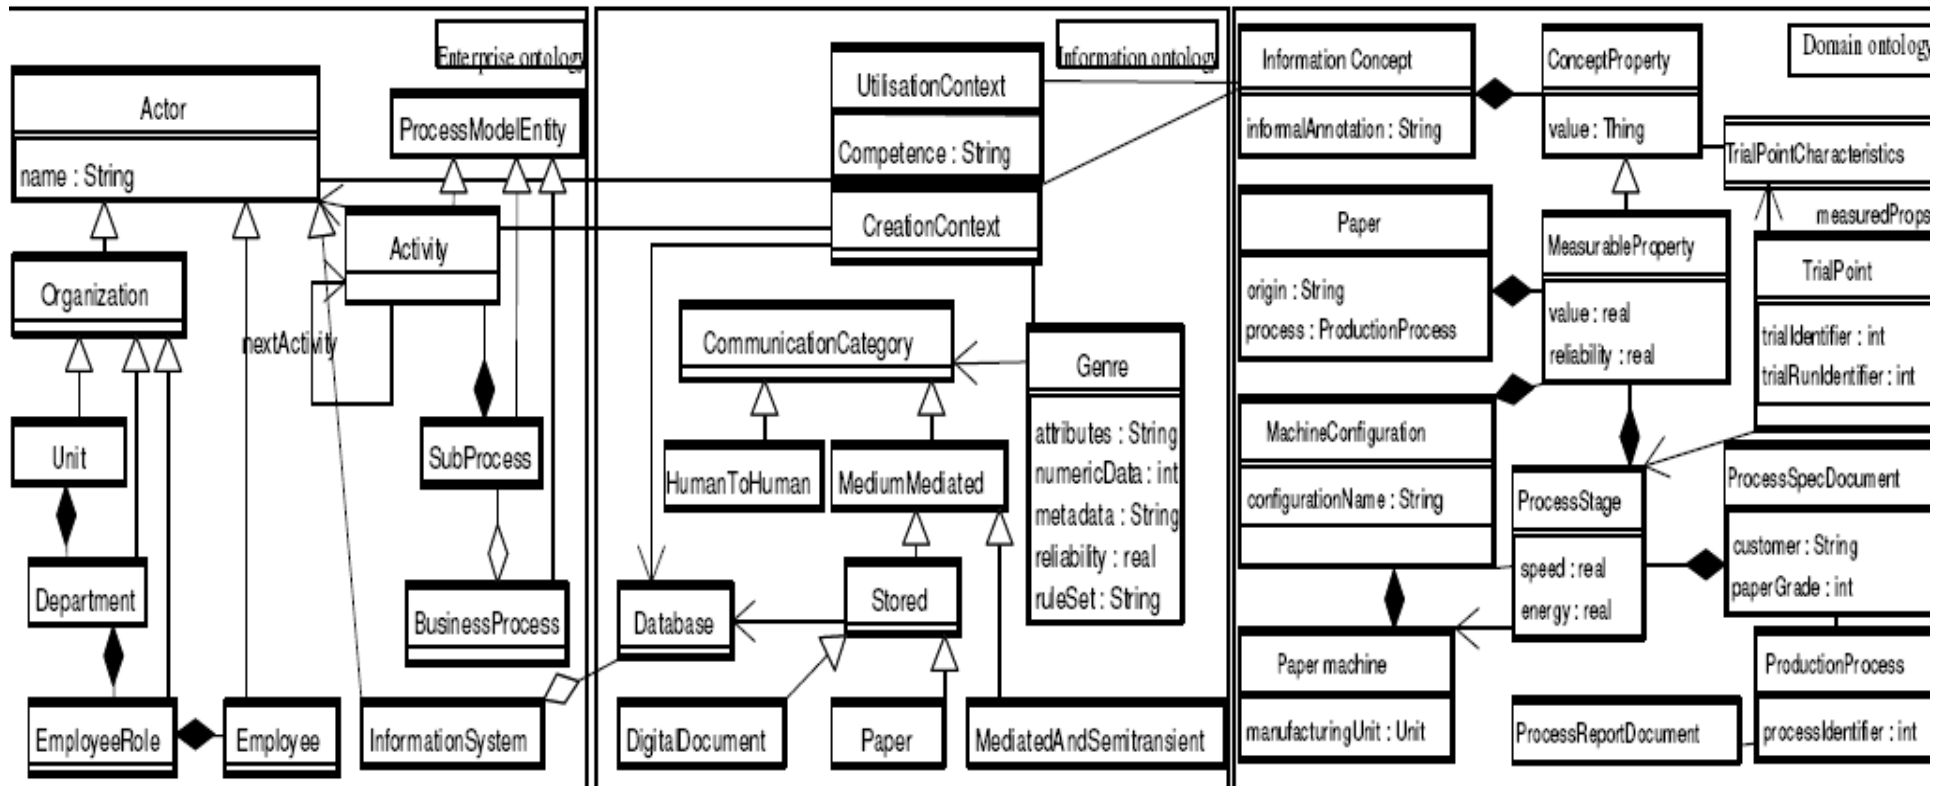 Enterprise ontology
Actor
name : String
ProcessModelEntity
Activity
Organization
nextActivity
Unit
SubProcess
Department
BusinessProcess
EmployeeRole
Employee
InformationSystem
Information ontology
UtilisationContext
Competence : String
CreationContext
CommunicationCategory
Genre
attributes : String
numericData : int
metadata : String
reliability : real
ruleSet : String
HumanToHuman
MediumMediated
Stored
Database
DigitalDocument
Paper
MediatedAndSemitransient
Domain ontology
Information Concept
informalAnnotation : String
ConceptProperty
value : Thing
TrialPointCharacteristics
measuredProps
Paper
origin : String
process : ProductionProcess
MeasurableProperty
value : real
reliability : real
TrialPoint
trialIdentifier : int
trialRunIdentifier : int
MachineConfiguration
configurationName : String
ProcessStage
speed : real
energy : real
ProcessSpecDocument
customer : String
paperGrade : int
Paper machine
manufacturingUnit : Unit
ProcessReportDocument
ProductionProcess
processIdentifier : int